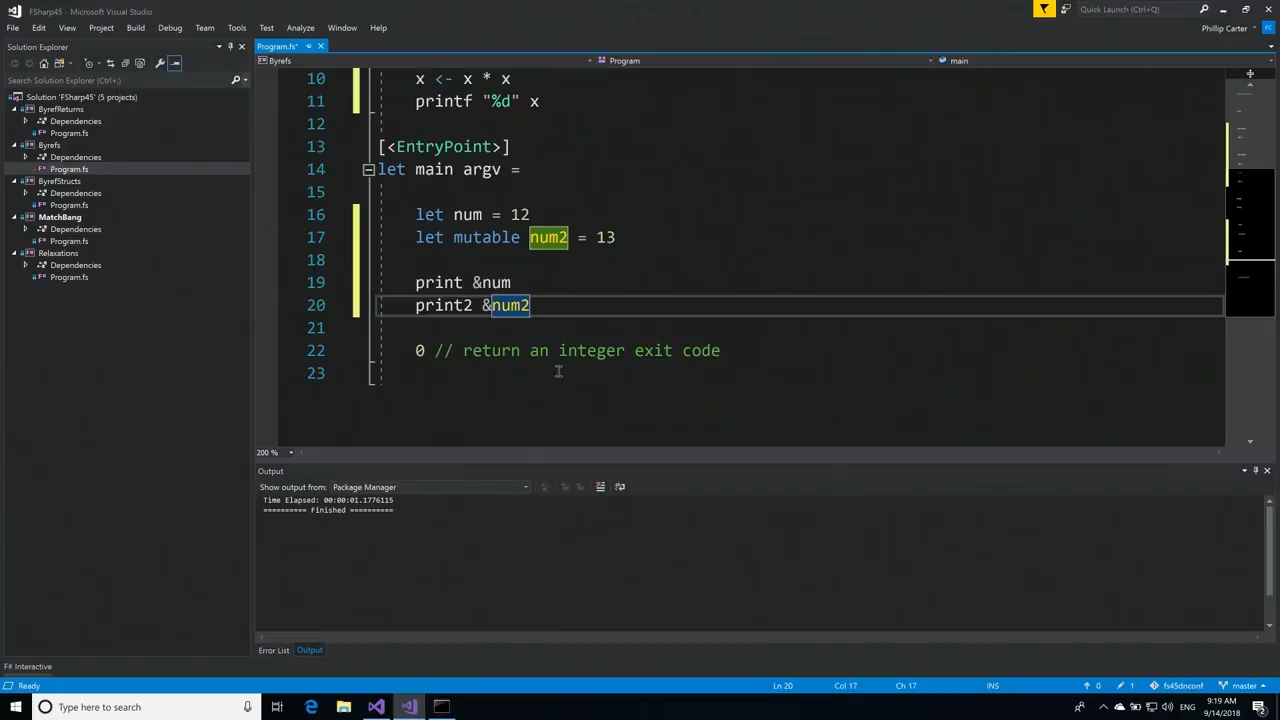 FSharp45 - Microsoft Visual Studio
Quick Launch (Ctrl+Q)
File Edit View Project Build Debug Team Tools Test Analyze Window Help
Phillip Carter
PC
Solution Explorer
Program.fs*
Byrefs
Program
main
Search Solution Explorer (Ctrl+;)
Solution 'FSharp45' (5 projects)
ByrefReturns
Dependencies
Program.fs
Byrefs
Dependencies
Program.fs
ByrefStructs
Dependencies
Program.fs
MatchBang
Dependencies
Program.fs
Relaxations
Dependencies
Program.fs
10 x <- x * x
11 printf "%d" x
12
13 [<EntryPoint>]
14 let main argv =
15
16 let num = 12
17 let mutable num2 = 13
18
19 print &num
20 print2 &num2
21
22 0 // return an integer exit code
23
200 %
Output
Show output from: Package Manager
Time Elapsed: 00:00:01.1776115
========== Finished ==========
Error List Output
F# Interactive
Ready
Ln 20 Col 17 Ch 17 INS 0 1 fs45dnconf master
Type here to search
ENG
9:19 AM
9/14/2018
2